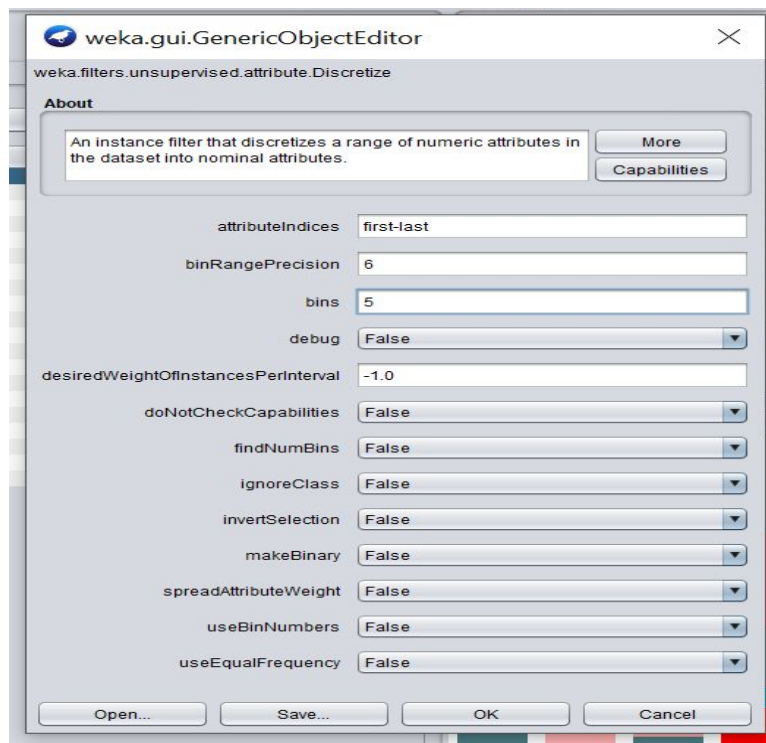 weka.gui.GenericObjectEditor
weka.filters.unsupervised.attribute.Discretize
About
An instance filter that discretizes a range of numeric attributes in
the dataset into nominal attributes.
More
Capabilities
attributeIndices first-last
binRangePrecision 6
bins 5
debug False
desiredWeightOfInstancesPerInterval -1.0
doNotCheckCapabilities False
findNumBins False
ignoreClass False
invertSelection False
makeBinary False
spreadAttributeWeight False
useBinNumbers False
useEqualFrequency False
Open... Save... OK Cancel